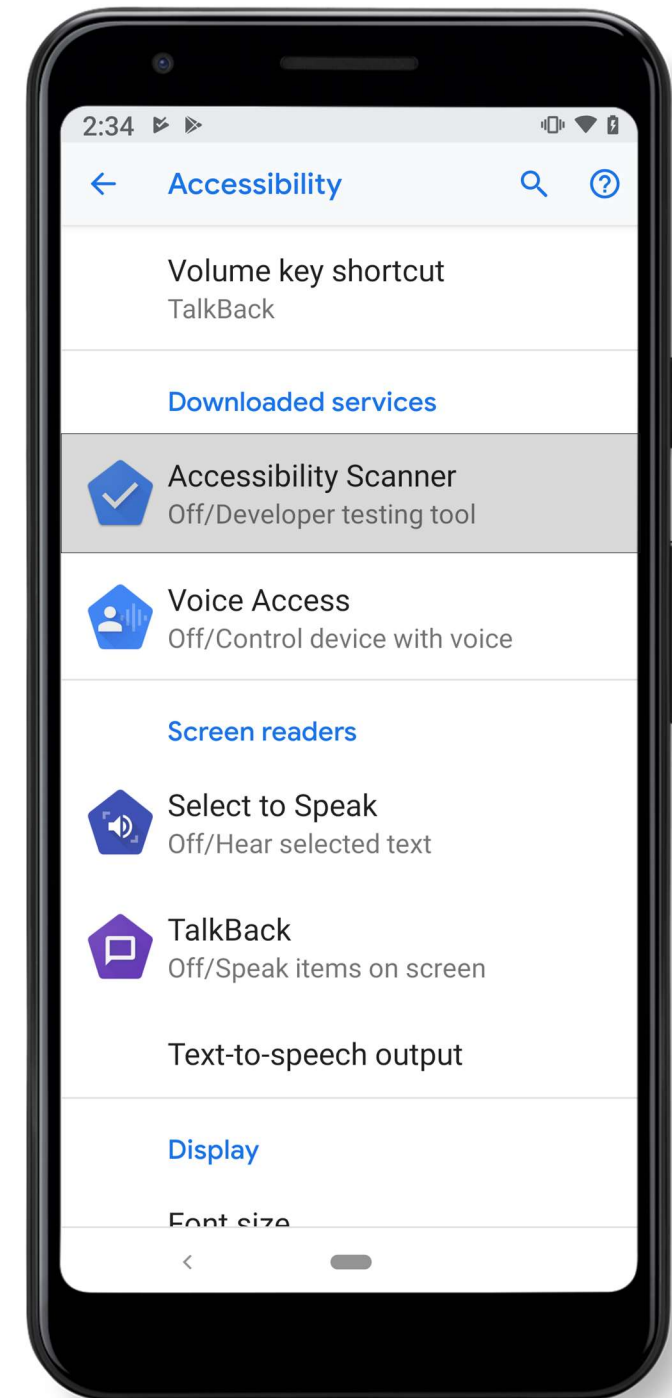 2:34
Accessibility
Volume key shortcut
TalkBack
Downloaded services
Accessibility Scanner
Off/Developer testing tool
Voice Access
Off/Control device with voice
Screen readers
Select to Speak
Off/Hear selected text
TalkBack
Off/Speak items on screen
Text-to-speech output
Display
Font size